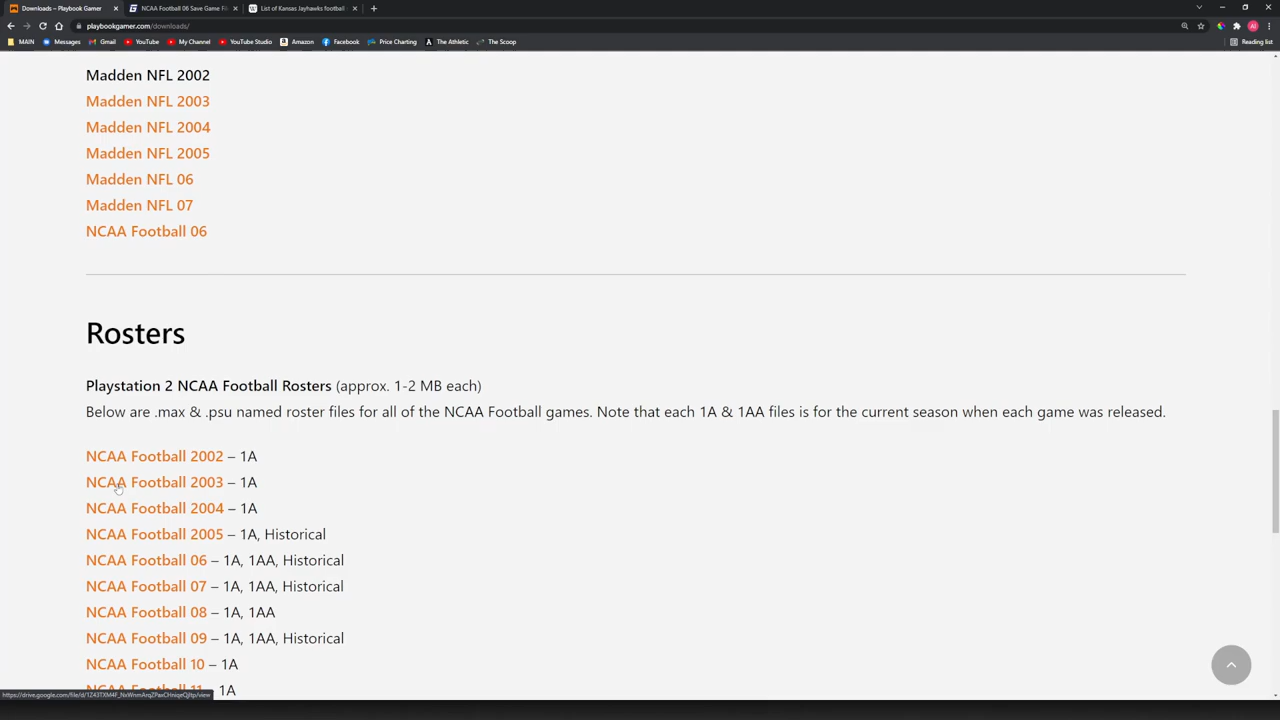 Downloads – Playbook Gamer
NCAA Football 06 Save Game Fi
List of Kansas Jayhawks football
playbookgamer.com/downloads/
MAIN
Messages
Gmail
YouTube
My Channel
YouTube Studio
Amazon
Facebook
Price Charting
The Athletic
The Scoop
Reading list
Madden NFL 2002
Madden NFL 2003
Madden NFL 2004
Madden NFL 2005
Madden NFL 06
Madden NFL 07
NCAA Football 06
Rosters
Playstation 2 NCAA Football Rosters (approx. 1-2 MB each)
Below are .max & .psu named roster files for all of the NCAA Football games. Note that each 1A & 1AA files is for the current season when each game was released.
NCAA Football 2002 – 1A
NCAA Football 2003 – 1A
NCAA Football 2004 – 1A
NCAA Football 2005 – 1A, Historical
NCAA Football 06 – 1A, 1AA, Historical
NCAA Football 07 – 1A, 1AA, Historical
NCAA Football 08 – 1A, 1AA
NCAA Football 09 – 1A, 1AA, Historical
NCAA Football 10 – 1A
NCAA Football 11 – 1A